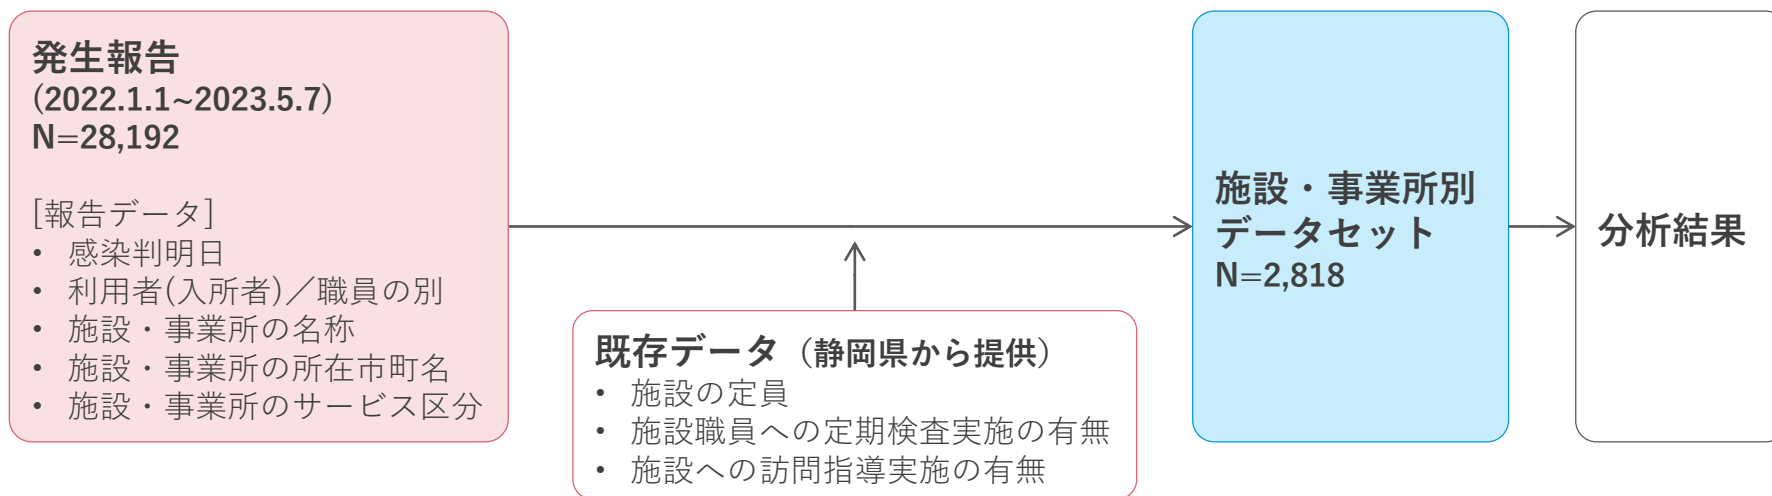 発生報告
(2022.1.1~2023.5.7)
N=28,192
[報告データ]
• 感染判明日
• 利用者(入所者)／職員の別
• 施設・事業所の名称
• 施設・事業所の所在市町名
• 施設・事業所のサービス区分
既存データ（静岡県から提供）
• 施設の定員
• 施設職員への定期検査実施の有無
• 施設への訪問指導実施の有無
施設・事業所別
データセット
N=2,818
分析結果